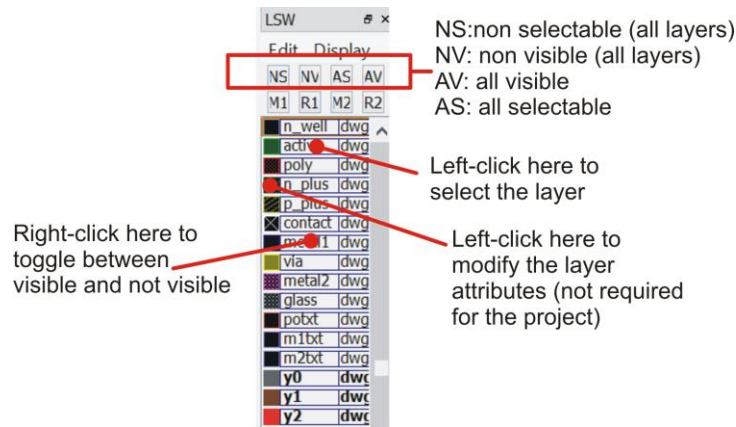 LSW
Edit Display
NS NV AS AV
M1 R1 M2 R2
n_well dwg
dwg
poly dwg
n_plus dwg
p_plus dwg
contact dwg
dwg
via dwg
metal2 dwg
glass dwg
potxt dwg
m1txt dwg
m2txt dwg
y0 dwg
y1 dwg
y2 dwg
NS:non selectable (all layers)
NV: non visible (all layers)
AV: all visible
AS: all selectable
Left-click here to
select the layer
Right-click here to
toggle between
visible and not visible
Left-click here to
modify the layer
attributes (not required
for the project)